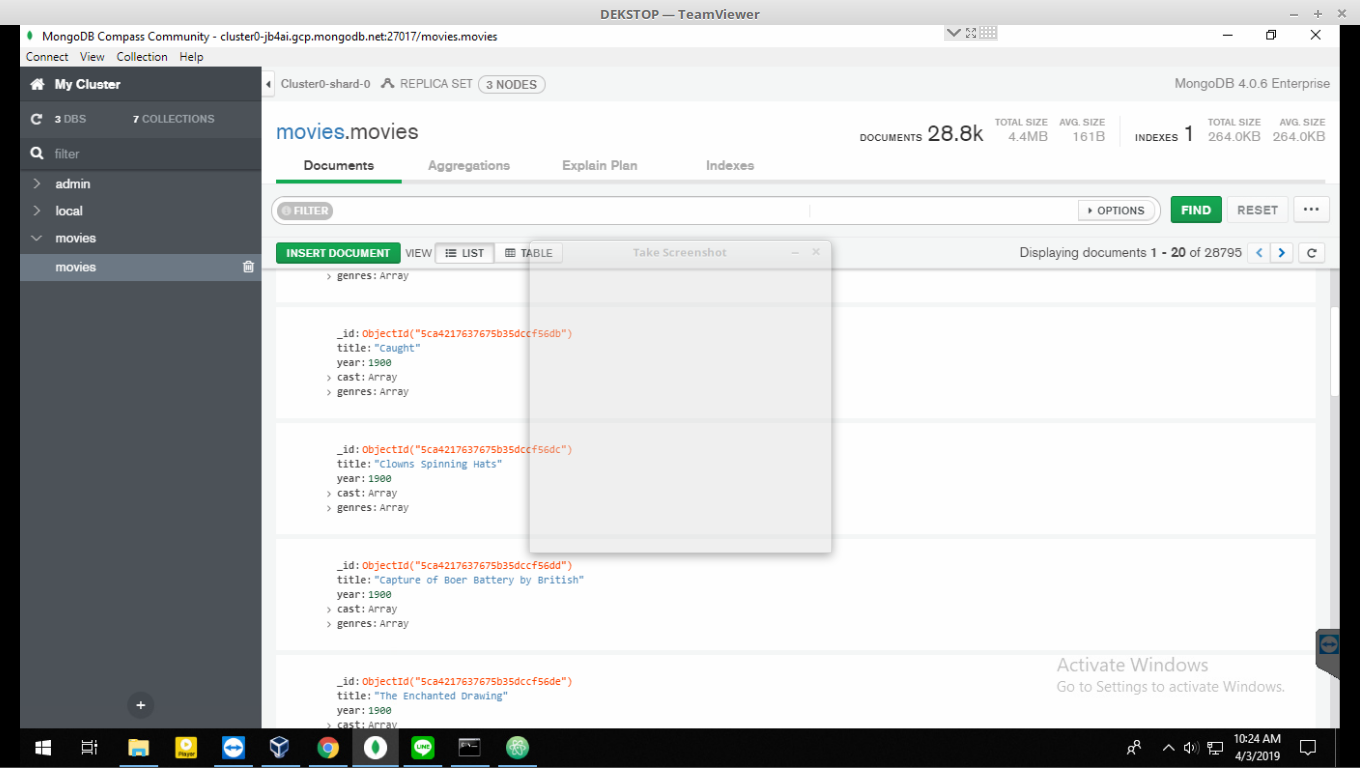 DEKSTOP — TeamViewer
MongoDB Compass Community - cluster0-jb4ai.gcp.mongodb.net:27017/movies.movies
Connect View Collection Help
My Cluster
Cluster0-shard-0 REPLICA SET 3 NODES
MongoDB 4.0.6 Enterprise
3 DBS 7 COLLECTIONS
filter
admin
local
movies
movies
movies.movies
DOCUMENTS 28.8k TOTAL SIZE 4.4MB AVG. SIZE 161B INDEXES 1 TOTAL SIZE 264.0KB AVG. SIZE 264.0KB
Documents Aggregations Explain Plan Indexes
FILTER OPTIONS FIND RESET ...
INSERT DOCUMENT VIEW LIST TABLE Take Screenshot Displaying documents 1 - 20 of 28795
genres: Array
_id: ObjectId("5ca4217637675b35dccf56db")
title: "Caught"
year: 1900
cast: Array
genres: Array
_id: ObjectId("5ca4217637675b35dccf56dc")
title: "Clowns Spinning Hats"
year: 1900
cast: Array
genres: Array
_id: ObjectId("5ca4217637675b35dccf56dd")
title: "Capture of Boer Battery by British"
year: 1900
cast: Array
genres: Array
_id: ObjectId("5ca4217637675b35dccf56de")
title: "The Enchanted Drawing"
year: 1900
cast: Array
Activate Windows
Go to Settings to activate Windows.
Player
LINE
10:24 AM
4/3/2019